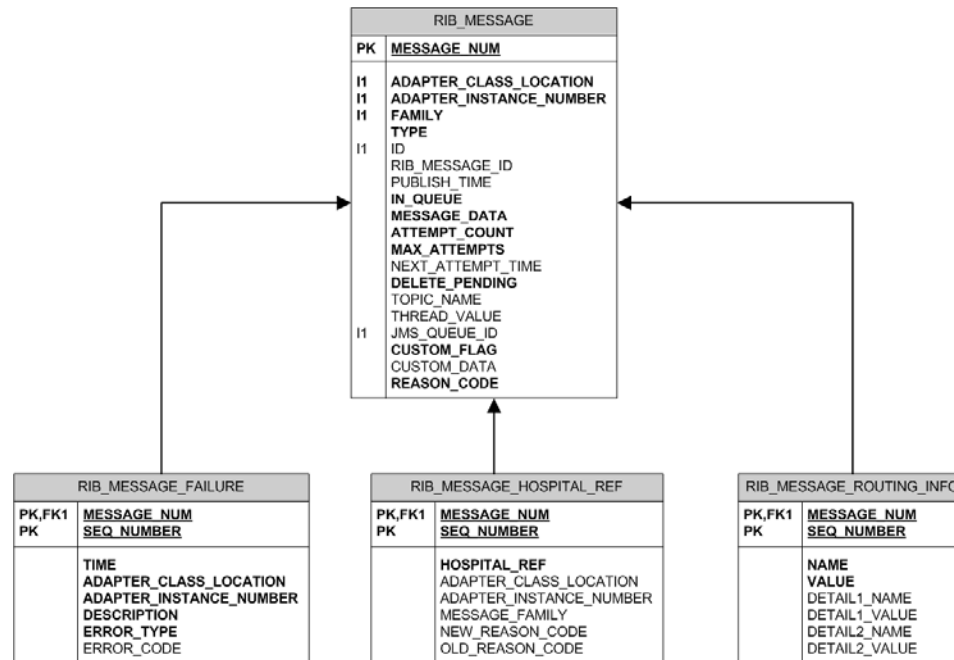 RIB_MESSAGE
PK MESSAGE_NUM
I1 ADAPTER_CLASS_LOCATION
I1 ADAPTER_INSTANCE_NUMBER
I1 FAMILY
TYPE
I1 ID
RIB_MESSAGE_ID
PUBLISH_TIME
IN_QUEUE
MESSAGE_DATA
ATTEMPT_COUNT
MAX_ATTEMPTS
NEXT_ATTEMPT_TIME
DELETE_PENDING
TOPIC_NAME
THREAD_VALUE
I1 JMS_QUEUE_ID
CUSTOM_FLAG
CUSTOM_DATA
REASON_CODE
RIB_MESSAGE_FAILURE
PK,FK1 MESSAGE_NUM
PK SEQ_NUMBER
TIME
ADAPTER_CLASS_LOCATION
ADAPTER_INSTANCE_NUMBER
DESCRIPTION
ERROR_TYPE
ERROR_CODE
RIB_MESSAGE_HOSPITAL_REF
PK,FK1 MESSAGE_NUM
PK SEQ_NUMBER
HOSPITAL_REF
ADAPTER_CLASS_LOCATION
ADAPTER_INSTANCE_NUMBER
MESSAGE_FAMILY
NEW_REASON_CODE
OLD_REASON_CODE
RIB_MESSAGE_ROUTING_INFO
PK,FK1 MESSAGE_NUM
PK SEQ_NUMBER
NAME
VALUE
DETAIL1_NAME
DETAIL1_VALUE
DETAIL2_NAME
DETAIL2_VALUE